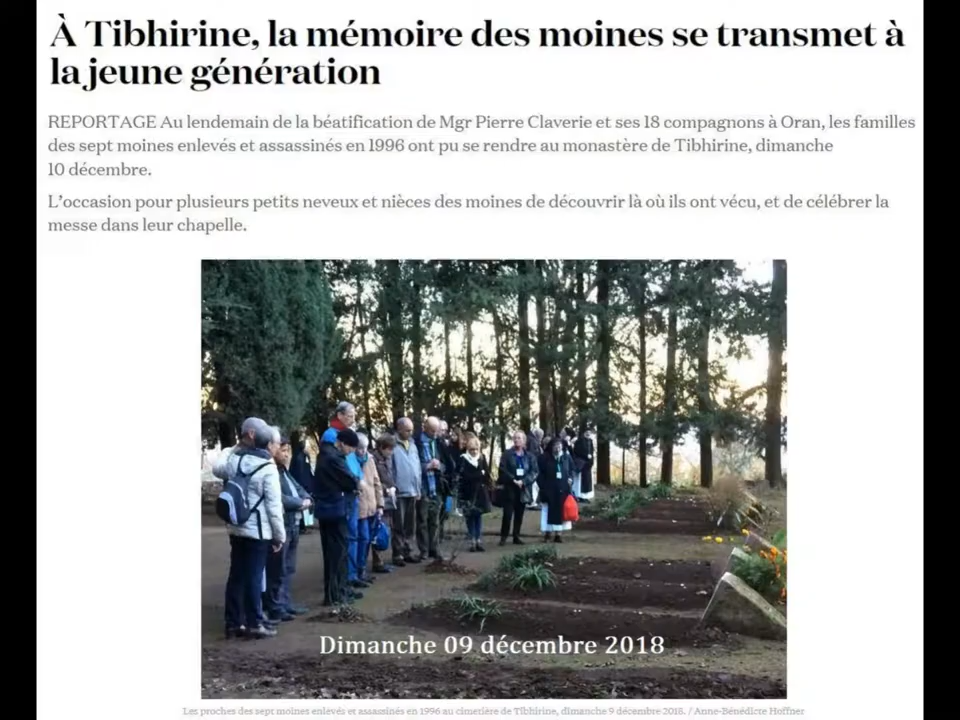 À Tibhirine, la mémoire des moines se transmet à
la jeune génération
REPORTAGE Au lendemain de la béatification de Mgr Pierre Claverie et ses 18 compagnons à Oran, les familles
des sept moines enlevés et assassinés en 1996 ont pu se rendre au monastère de Tibhirine, dimanche
10 décembre.
L’occasion pour plusieurs petits neveux et nièces des moines de découvrir là où ils ont vécu, et de célébrer la
messe dans leur chapelle.
Dimanche 09 décembre 2018
Les proches des sept moines enlevés et assassinés en 1996 au cimetière de Tibhirine, dimanche 9 décembre 2018. / Anne-Bénédicte Hoffner